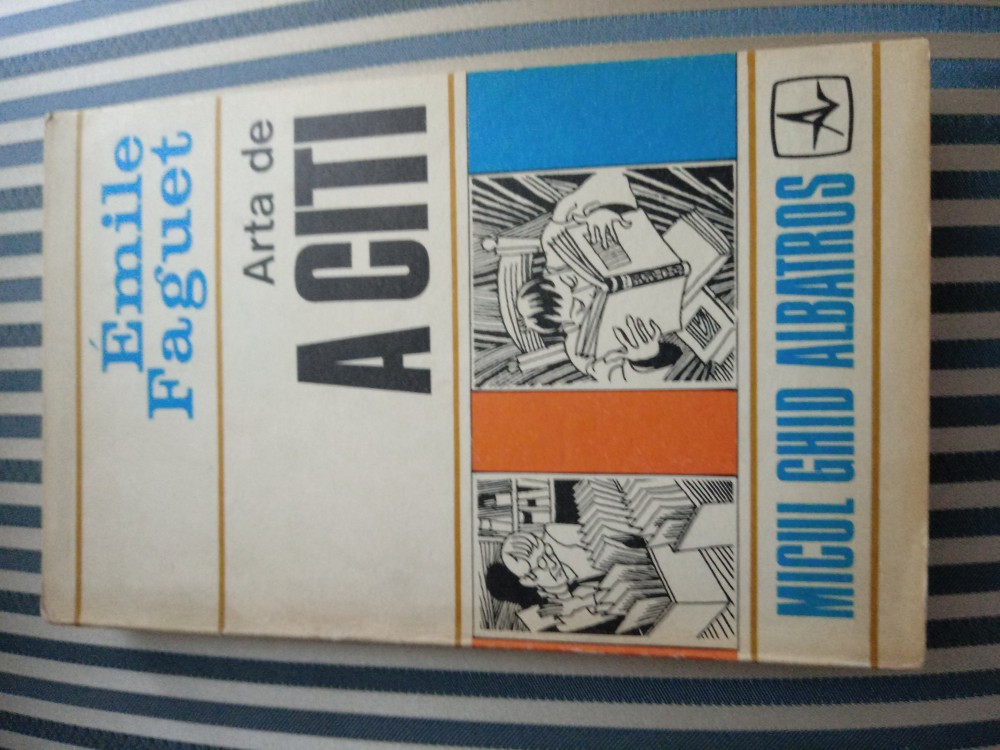 Émile
Faguet
Arta de
A CITI
MICUL GHID ALBATROS